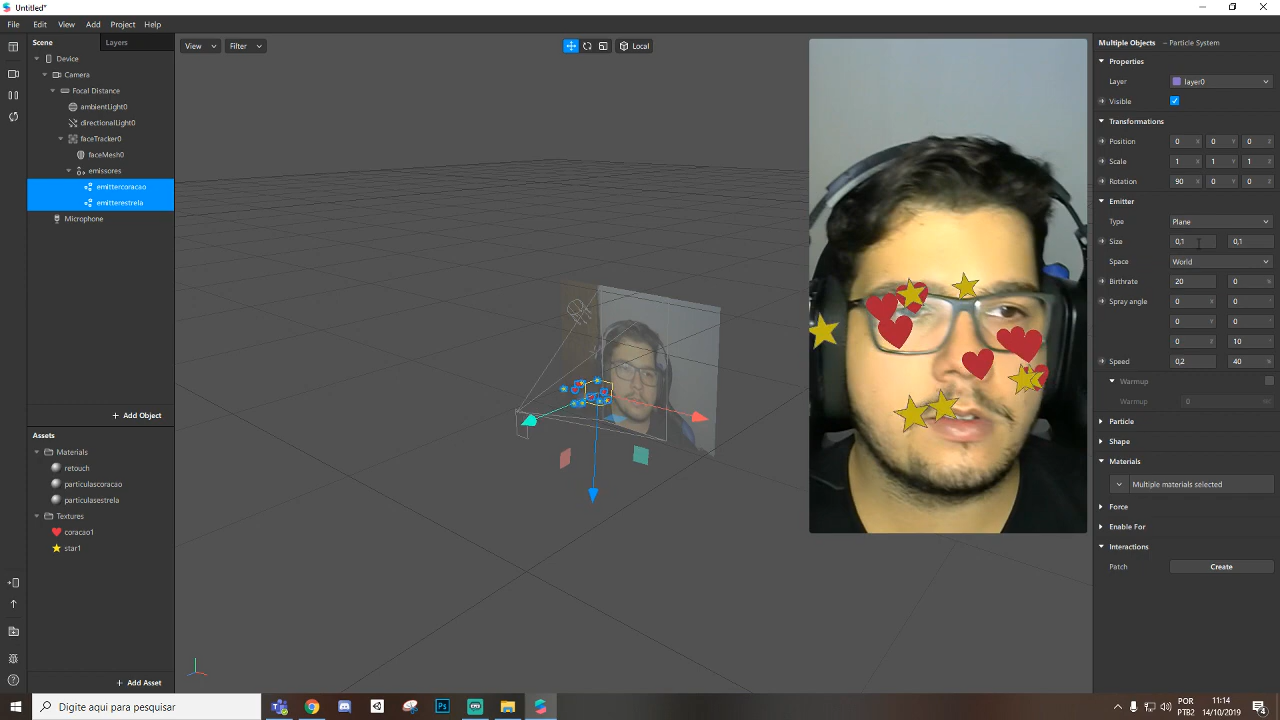 Untitled*
File Edit View Add Project Help
Scene Layers
Device
Camera
Focal Distance
ambientLight0
directionalLight0
faceTracker0
faceMesh0
emissores
emittercoracao
emitterestrela
Microphone
Add Object
Assets
Materials
retouch
particulascoracao
particulasestrela
Textures
coracao1
star1
Add Asset
View Filter Local
Multiple Objects – Particle System
Properties
Layer layer0
Visible
Transformations
Position 0 X 0 Y 0 Z
Scale 1 X 1 Y 1 Z
Rotation 90 X 0 Y 0 Z
Emitter
Type Plane
Size 0,1 0,1
Space World
Birthrate 20 0 %
Spray angle 0 X 0 °
0 Y 0 °
0 Z 10 °
Speed 0,2 40 %
Warmup
Warmup 0
Particle
Shape
Materials
Multiple materials selected
Force
Enable For
Interactions
Patch Create
Digite aqui para pesquisar
POR
PTB2
11:14
14/10/2019